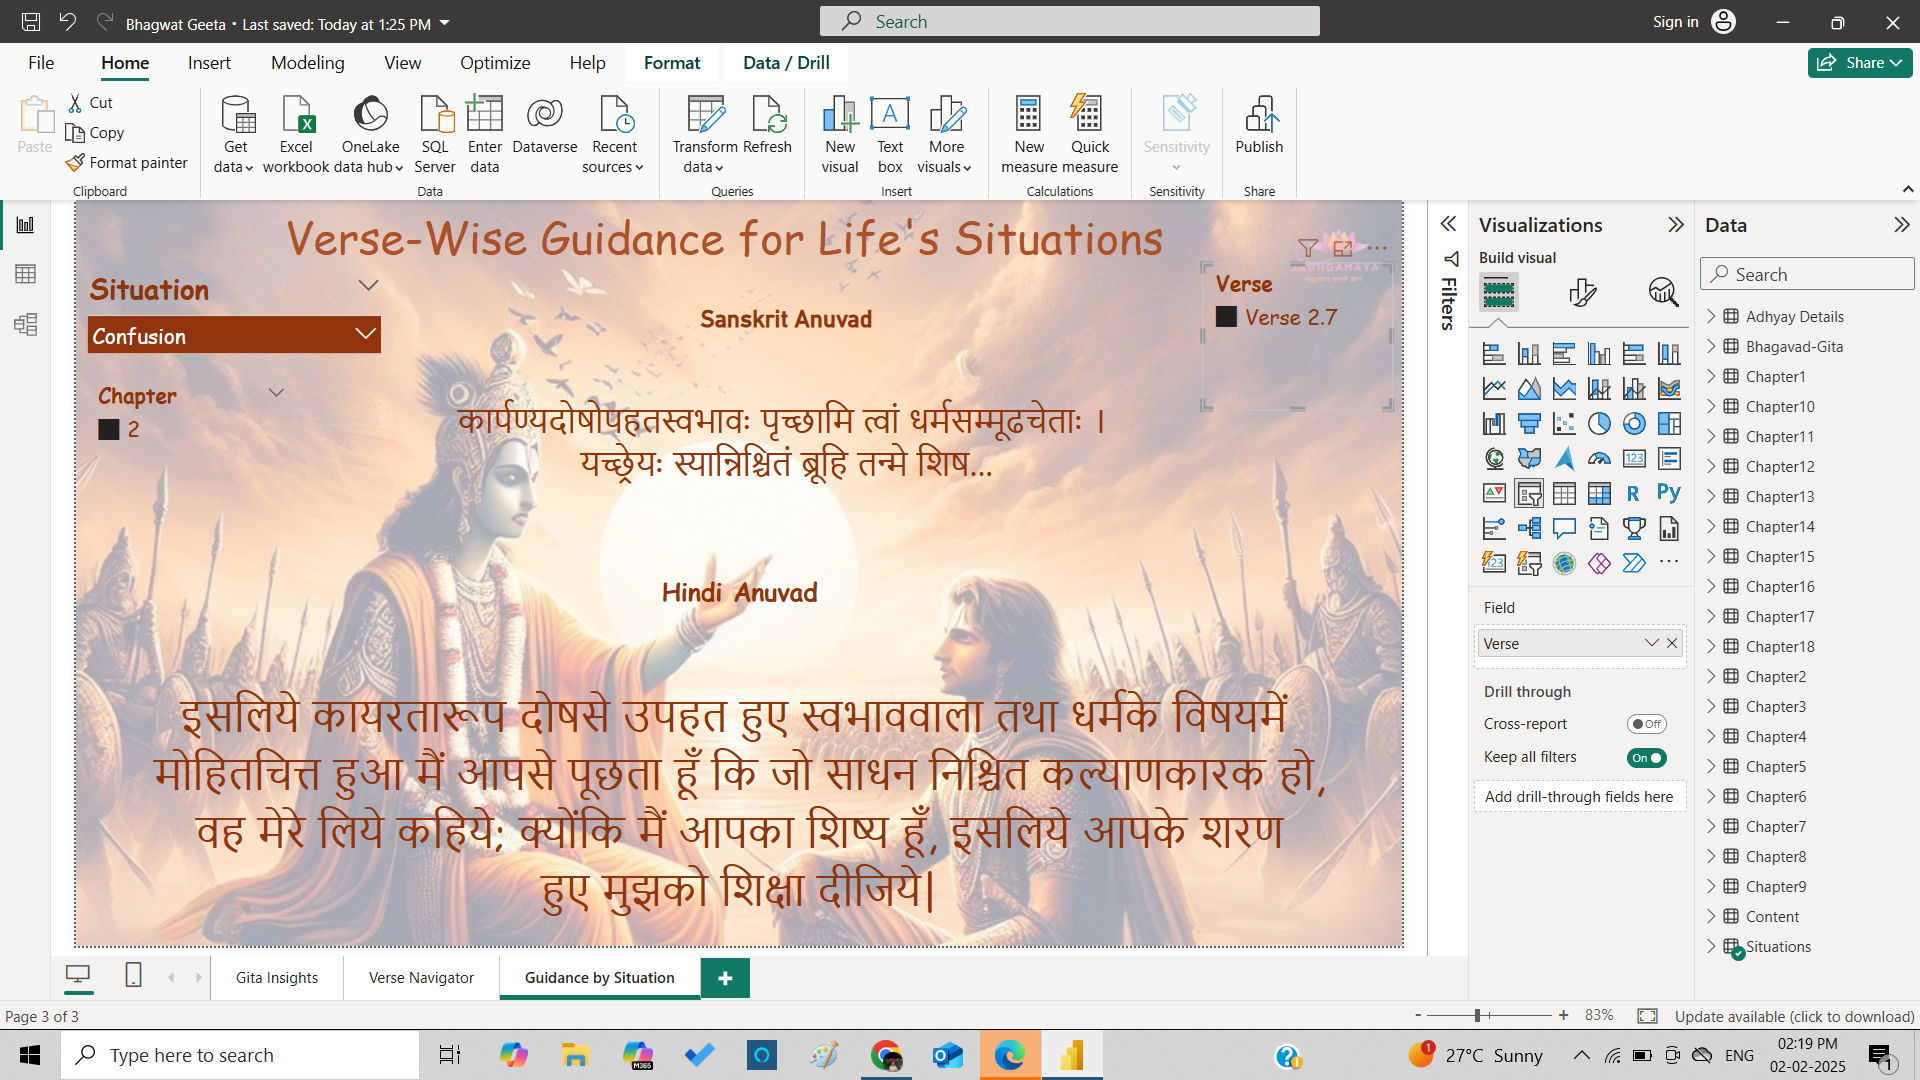 Bhagwat Geeta • Last saved: Today at 1:25 PM
Search
Sign in
File
Home
Insert
Modeling
View
Optimize
Help
Format
Data / Drill
Share
Paste
Cut
Copy
Format painter
Clipboard
Get data
Excel workbook
OneLake data hub
SQL Server
Enter data
Dataverse
Recent sources
Data
Transform data
Refresh
Queries
New visual
Text box
More visuals
Insert
New measure
Quick measure
Calculations
Sensitivity
Sensitivity
Publish
Share
Verse-Wise Guidance for Life's Situations
Situation
Confusion
Chapter
2
Sanskrit Anuvad
Verse
Verse 2.7
कार्पण्यदोषोपहतस्वभावः पृच्छामि त्वां धर्मसम्मूढचेताः ।
यच्छ्रेयः स्यान्निश्चितं ब्रूहि तन्मे शिष...
Hindi Anuvad
इसलिये कायरतारूप दोषसे उपहत हुए स्वभाववाला तथा धर्मके विषयमें
मोहितचित्त हुआ मैं आपसे पूछता हूँ कि जो साधन निश्चित कल्याणकारक हो,
वह मेरे लिये कहिये; क्योंकि मैं आपका शिष्य हूँ, इसलिये आपके शरण
हुए मुझको शिक्षा दीजिये|
Filters
Visualizations
Build visual
123
R
Py
123
Field
Verse
Drill through
Cross-report
Off
Keep all filters
On
Add drill-through fields here
Data
Search
Adhyay Details
Bhagavad-Gita
Chapter1
Chapter10
Chapter11
Chapter12
Chapter13
Chapter14
Chapter15
Chapter16
Chapter17
Chapter18
Chapter2
Chapter3
Chapter4
Chapter5
Chapter6
Chapter7
Chapter8
Chapter9
Content
Situations
Gita Insights
Verse Navigator
Guidance by Situation
Page 3 of 3
- + 83%
Update available (click to download)
Type here to search
M365
1
27°C Sunny
ENG
02:19 PM
02-02-2025
1